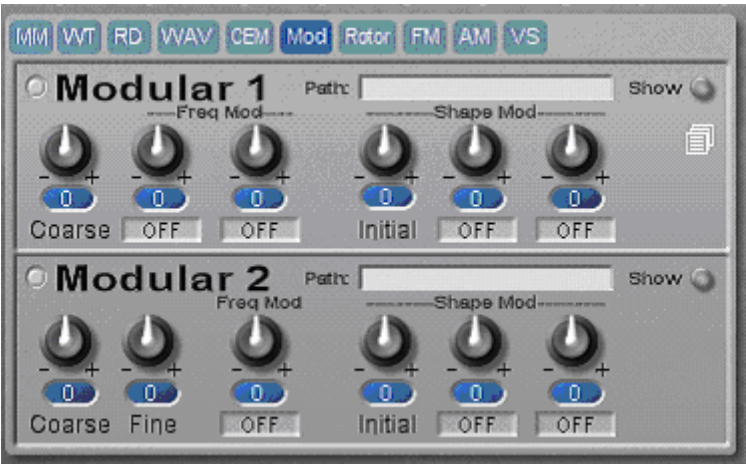 MM WT RD WAV CEM Mod Rotor FM AM VS
Modular 1 Path: Show
Freq Mod Shape Mod
- + - + - + - + - + - +
0 0 0 0 0 0
Coarse OFF OFF Initial OFF OFF
Modular 2 Path: Show
Freq Mod Shape Mod
- + - + - + - + - + - +
0 0 0 0 0 0
Coarse Fine OFF Initial OFF OFF